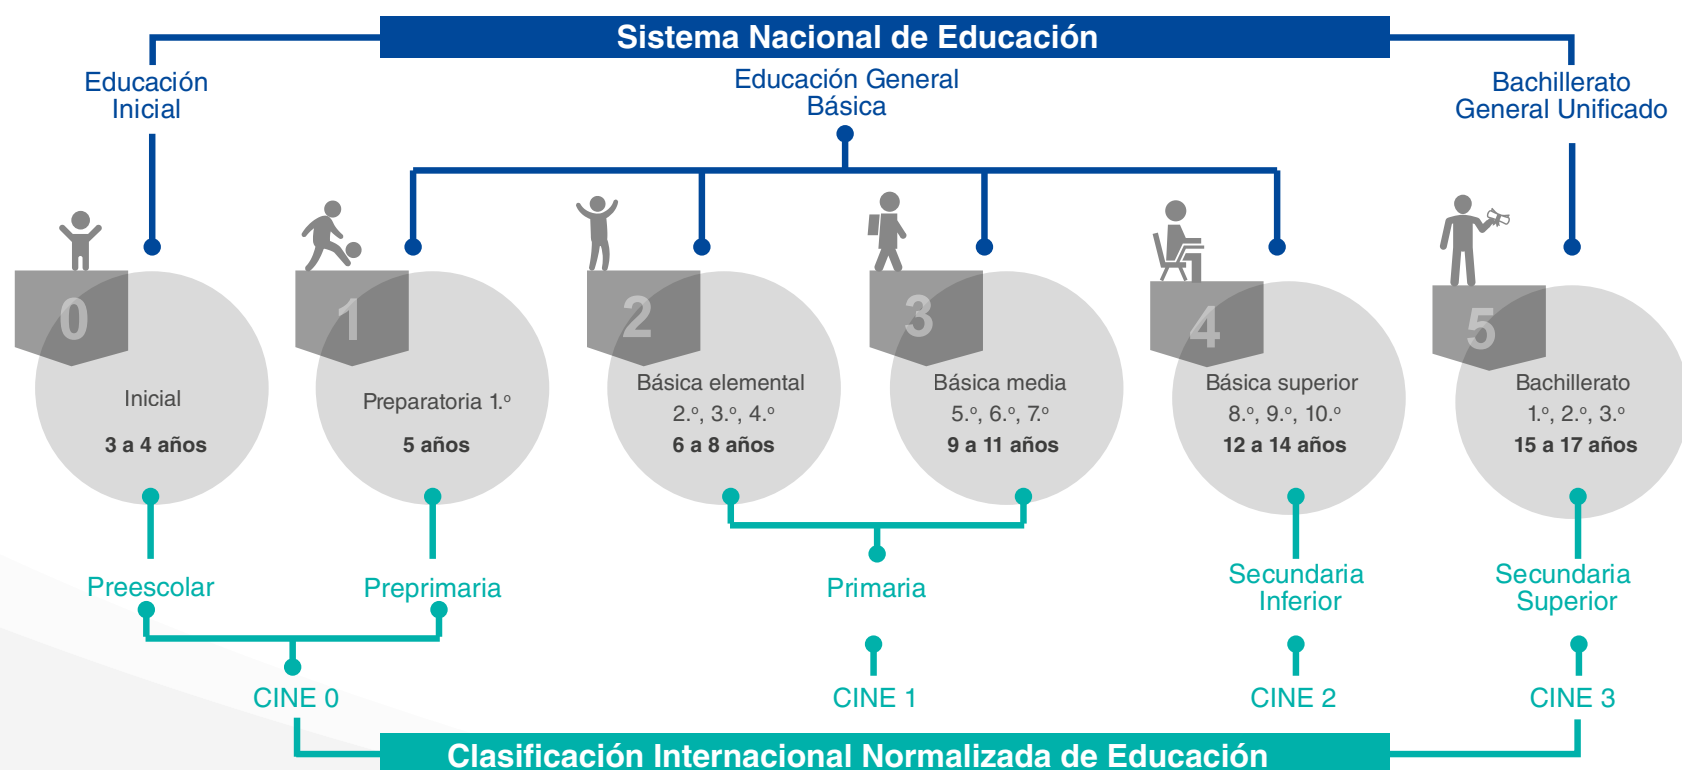 Sistema Nacional de Educación
Educación
Inicial
Educación General
Básica
Bachillerato
General Unificado
0
1
2
3
4
5
Inicial
3 a 4 años
Preparatoria 1.º
5 años
Básica elemental
2.º, 3.º, 4.º
6 a 8 años
Básica media
5.º, 6.º, 7.º
9 a 11 años
Básica superior
8.º, 9.º, 10.º
12 a 14 años
Bachillerato
1.º, 2.º, 3.º
15 a 17 años
Preescolar
Preprimaria
Primaria
Secundaria
Inferior
Secundaria
Superior
CINE 0
CINE 1
CINE 2
CINE 3
Clasificación Internacional Normalizada de Educación